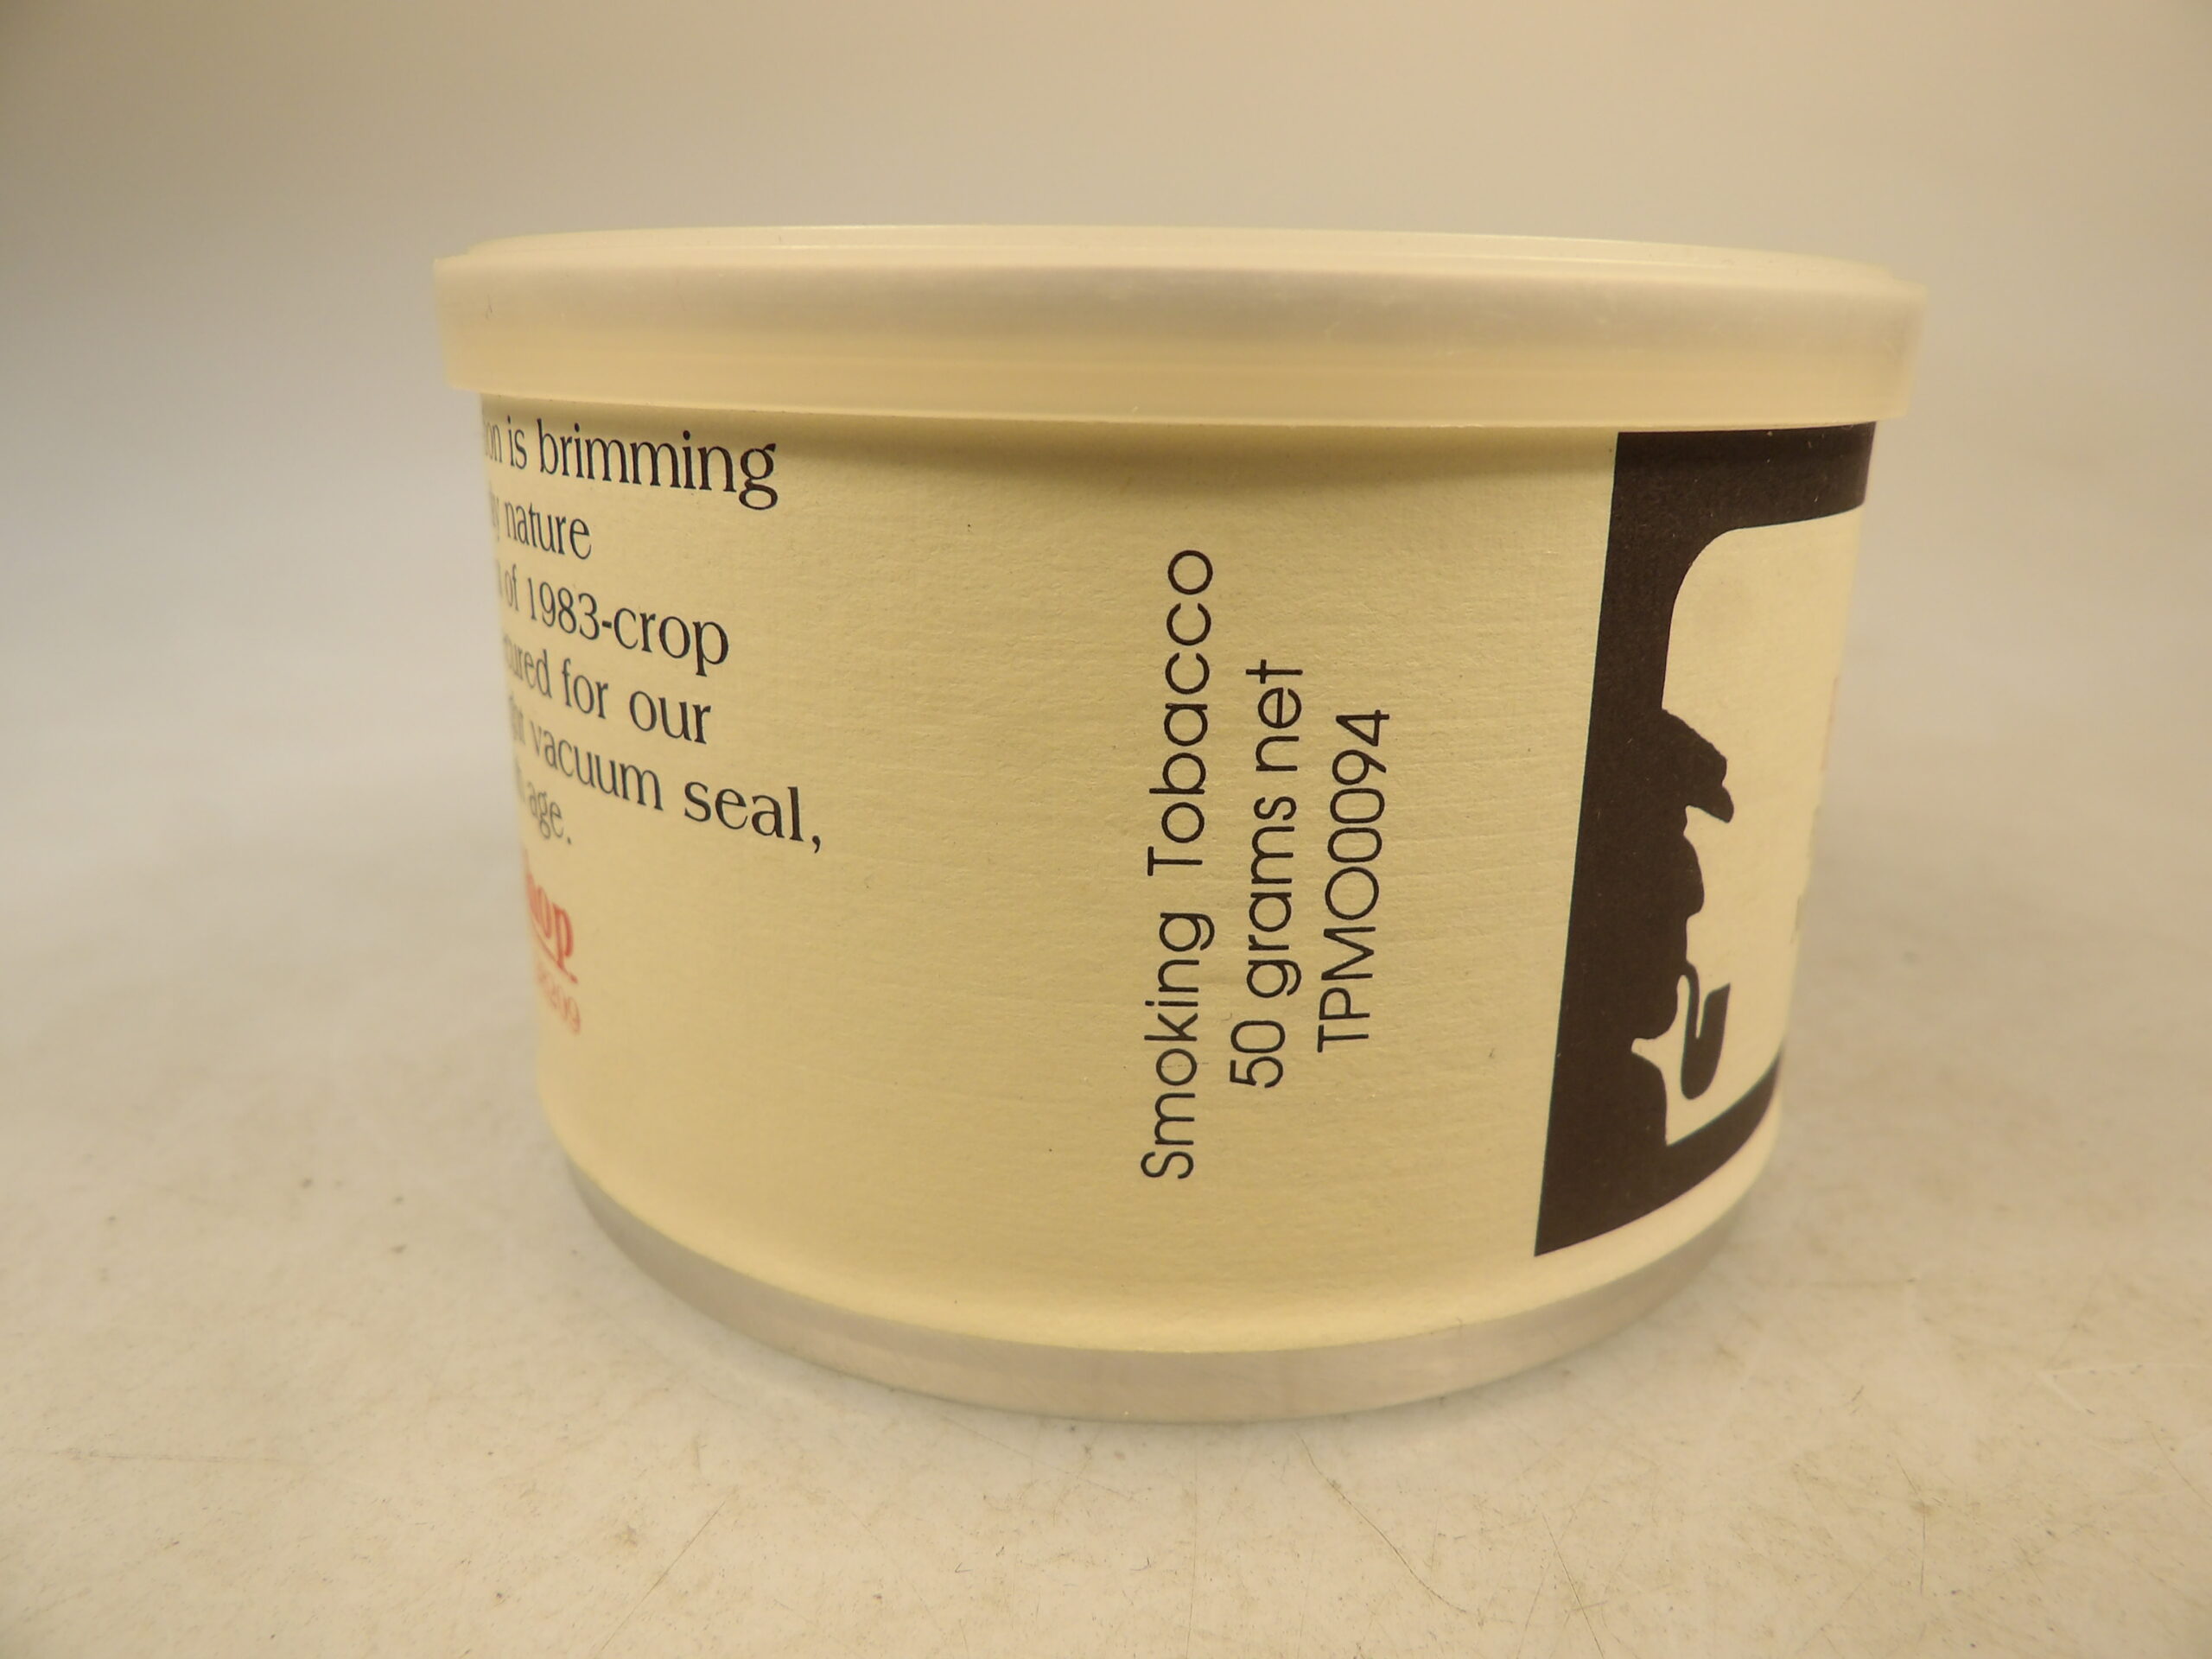 is brimming
nature
of 1983-crop
for our
vacuum seal,
age.
Smoking Tobacco
50 grams net
TPMO0094